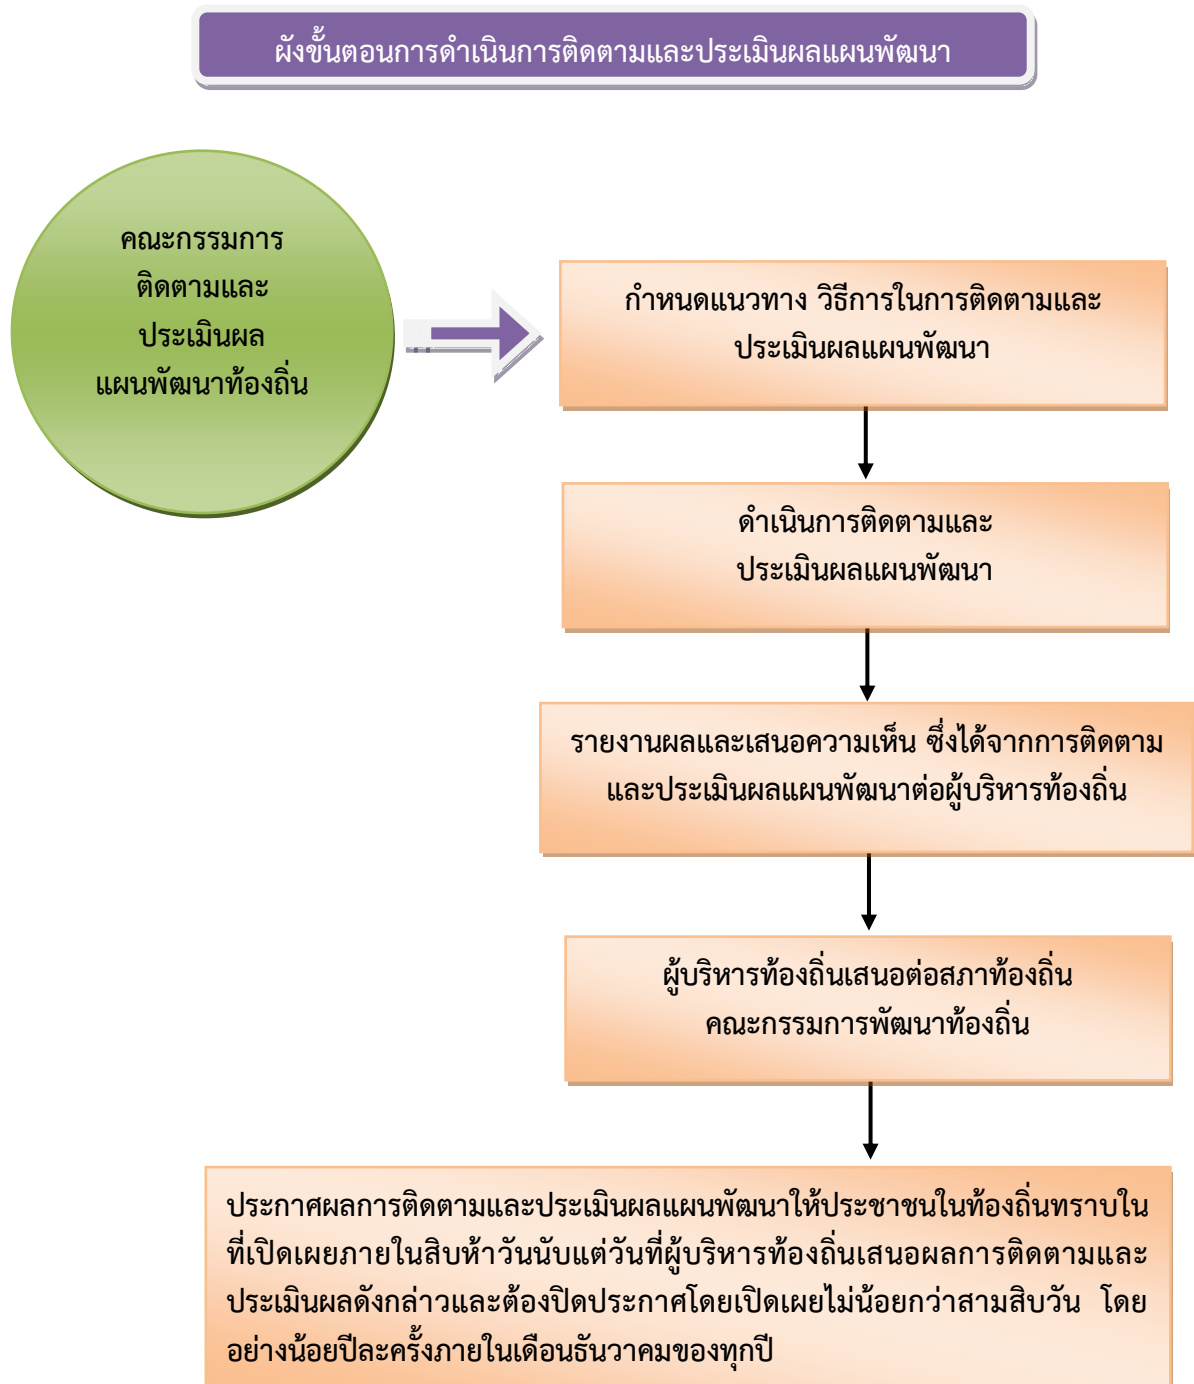 ผังขั้นตอนการดำเนินการติดตามและประเมินผลแผนพัฒนา
คณะกรรมการ
ติดตามและ
ประเมินผล
แผนพัฒนาท้องถิ่น
กำหนดแนวทาง วิธีการในการติดตามและ
ประเมินผลแผนพัฒนา
ดำเนินการติดตามและ
ประเมินผลแผนพัฒนา
รายงานผลและเสนอความเห็น ซึ่งได้จากการติดตาม
และประเมินผลแผนพัฒนาต่อผู้บริหารท้องถิ่น
ผู้บริหารท้องถิ่นเสนอต่อสภาท้องถิ่น
คณะกรรมการพัฒนาท้องถิ่น
ประกาศผลการติดตามและประเมินผลแผนพัฒนาให้ประชาชนในท้องถิ่นทราบใน
ที่เปิดเผยภายในสิบห้าวันนับแต่วันที่ผู้บริหารท้องถิ่นเสนอผลการติดตามและ
ประเมินผลดังกล่าวและต้องปิดประกาศโดยเปิดเผยไม่น้อยกว่าสามสิบวัน โดย
อย่างน้อยปีละครั้งภายในเดือนธันวาคมของทุกปี